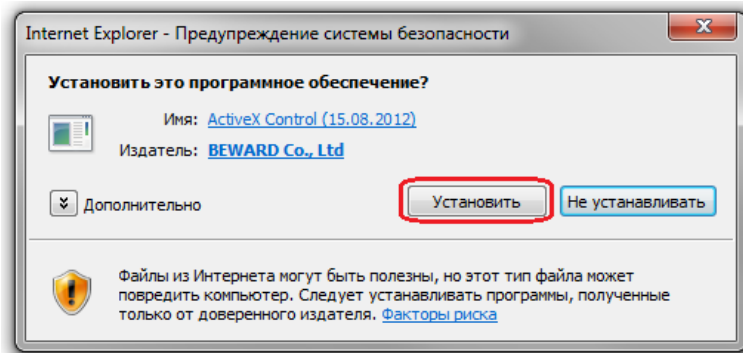 Internet Explorer - Предупреждение системы безопасности
Установить это программное обеспечение?
Имя: ActiveX Control (15.08.2012)
Издатель: BEWARD Co., Ltd
Дополнительно Установить Не устанавливать
Файлы из Интернета могут быть полезны, но этот тип файла может
повредить компьютер. Следует устанавливать программы, полученные
только от доверенного издателя. Факторы риска